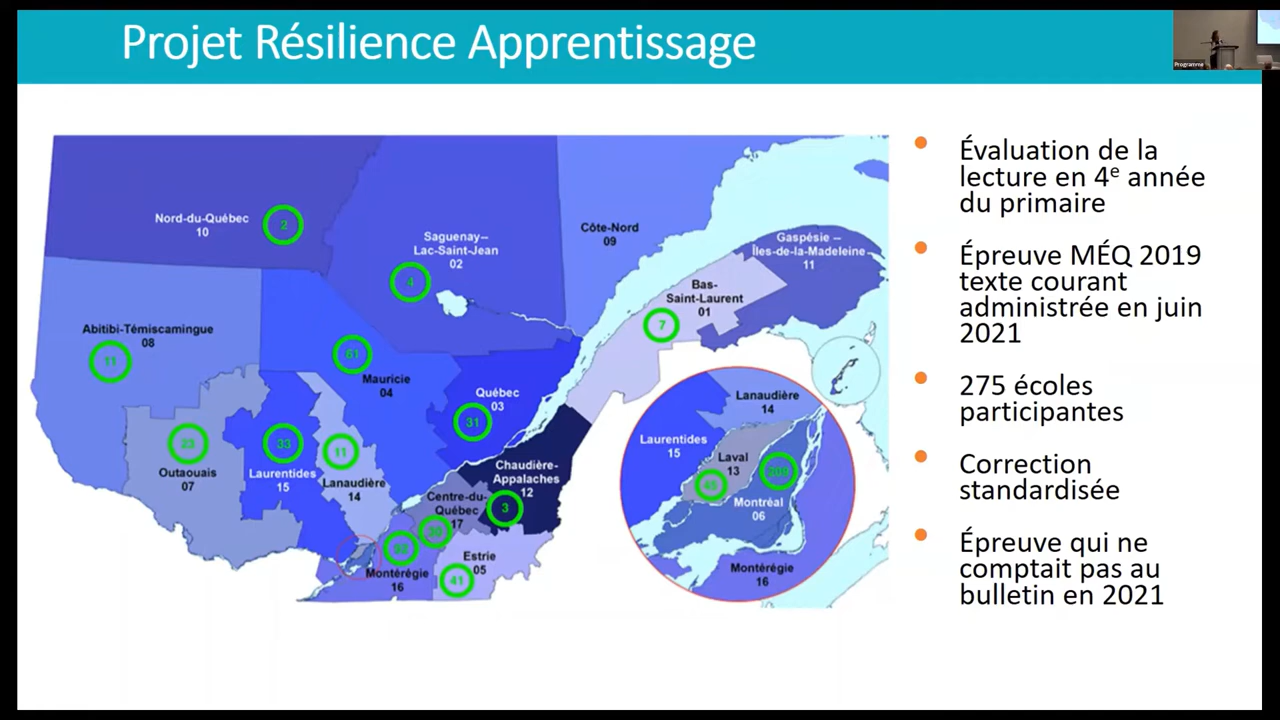 Projet Résilience Apprentissage
Programme
Nord-du-Québec
10
2
Saguenay–
Lac-Saint-Jean
02
4
Côte-Nord
09
Gaspésie –
Îles-de-la-Madeleine
11
Bas-
Saint-Laurent
01
7
Abitibi-Témiscamingue
08
11
61
Mauricie
04
Québec
03
31
23
Outaouais
07
33
Laurentides
15
11
Lanaudière
14
Chaudière-
Appalaches
12
3
Centre-du-
Québec
17
Montérégie
16
Estrie
05
41
Lanaudière
14
Laurentides
15
Laval
13
45
Montréal
06
Montérégie
16
• Évaluation de la
lecture en 4e année
du primaire
• Épreuve MÉQ 2019
texte courant
administrée en juin
2021
• 275 écoles
participantes
• Correction
standardisée
• Épreuve qui ne
comptait pas au
bulletin en 2021